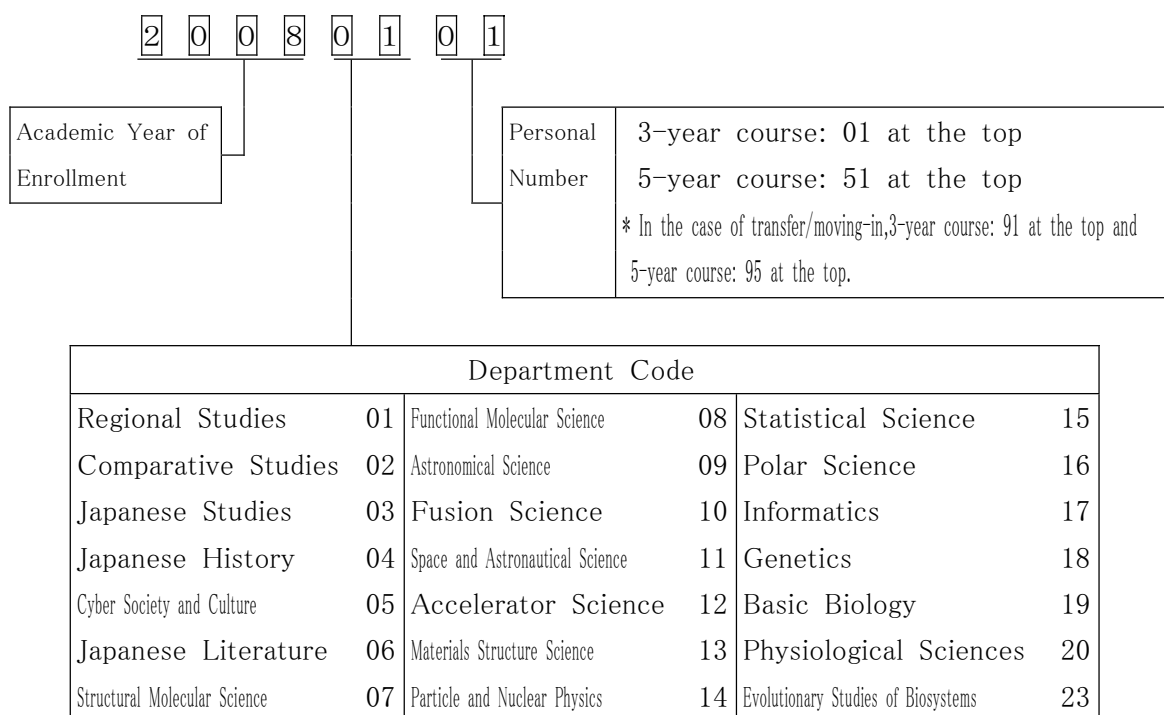 2 0 0 8 0 1 0 1
Academic Year of
Enrollment
Personal
Number
3-year course: 01 at the top
5-year course: 51 at the top
* In the case of transfer/moving-in,3-year course: 91 at the top and
5-year course: 95 at the top.
Department Code
Regional Studies 01 Functional Molecular Science 08 Statistical Science 15
Comparative Studies 02 Astronomical Science 09 Polar Science 16
Japanese Studies 03 Fusion Science 10 Informatics 17
Japanese History 04 Space and Astronautical Science 11 Genetics 18
Cyber Society and Culture 05 Accelerator Science 12 Basic Biology 19
Japanese Literature 06 Materials Structure Science 13 Physiological Sciences 20
Structural Molecular Science 07 Particle and Nuclear Physics 14 Evolutionary Studies of Biosystems 23